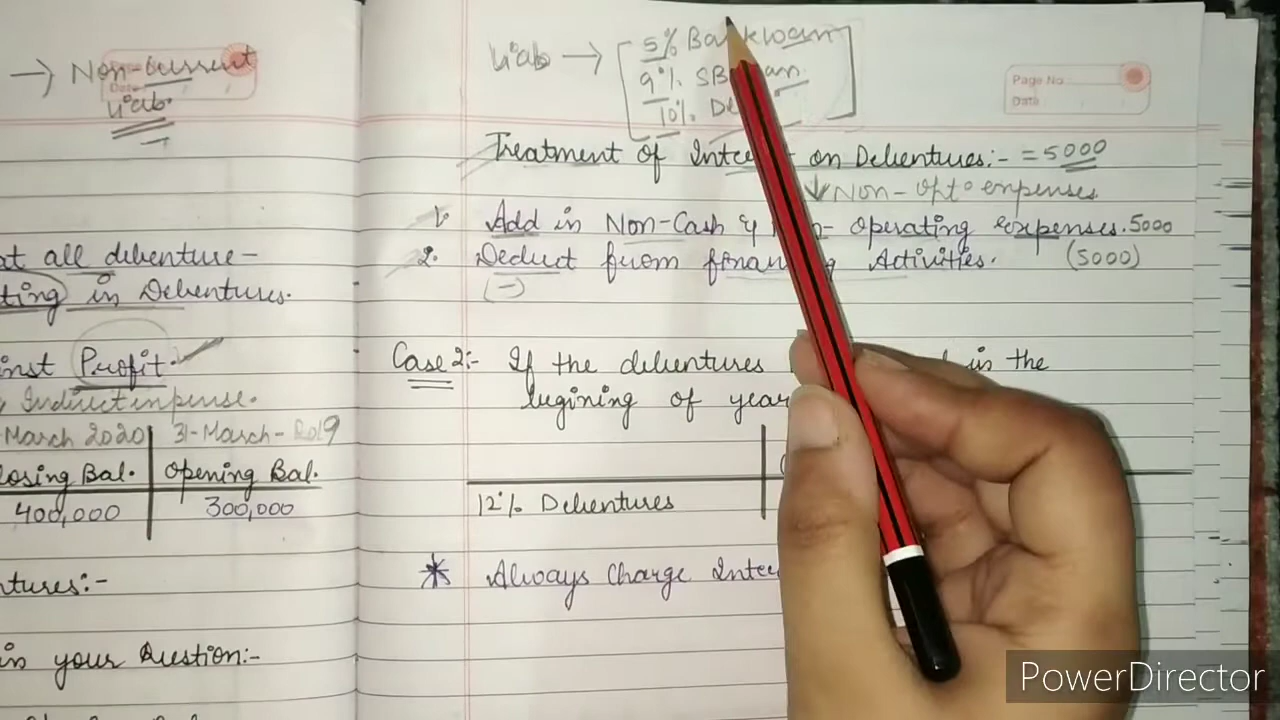 → Non-Current
Liab.
at all debenture-
ting) in Debentures.
inst Profit.
Indirect expense.
March 2020 31-March-2019
losing Bal. Opening Bal.
400,000 300,000
ntures:-
in your Question:-
Liab → 5% Bank Loan
9% SB
10% De
Page No.
Data
Treatment of Inte on Debentures:- = 5000
↓ Non-Opt° expenses
1. Add in Non-Cash & Operating expenses. 5000
2. Deduct from Activities. (5000)
(-)
Case 2:- If the debentures in the
begining of year
12% Debentures
* Always Charge Inte
PowerDirector